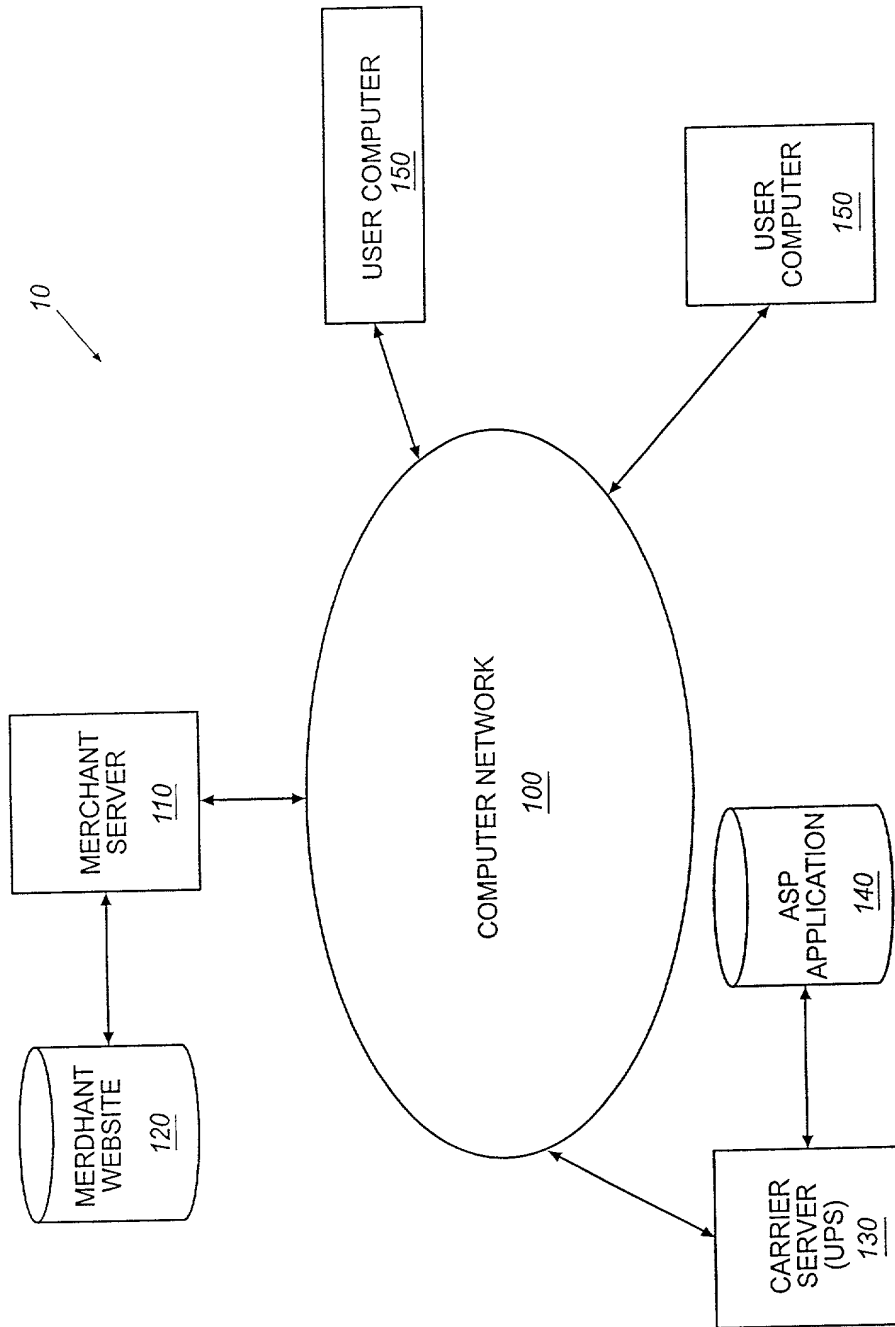 10
MERDHANT
WEBSITE
120
MERCHANT
SERVER
110
USER COMPUTER
150
COMPUTER NETWORK
100
CARRIER
SERVER
(UPS)
130
ASP
APPLICATION
140
USER
COMPUTER
150